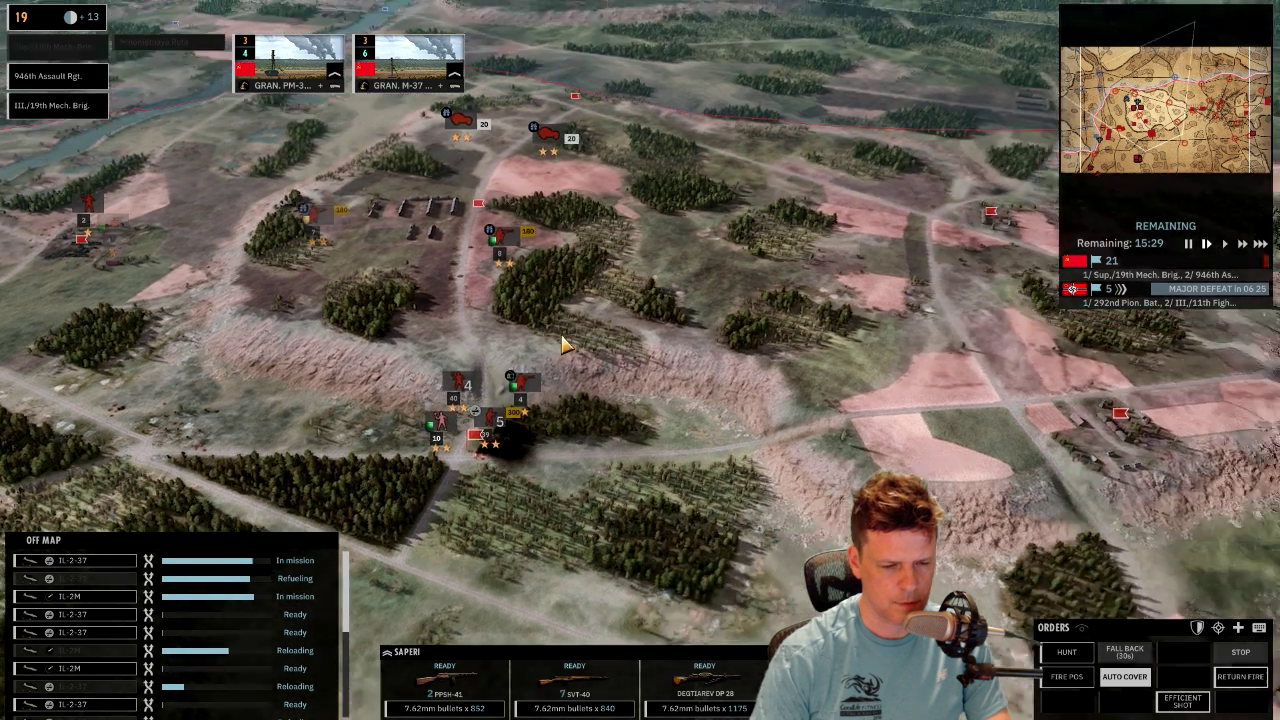 19
+ 13
946th Assault Rgt.
III./19th Mech. Brig.
3
4
GRAN. PM-3... +
3
6
GRAN. M-37 ... +
20
20
180
180
8
2
4
40
4
300
5
39
10
REMAINING
Remaining: 15:29
21
1/ Sup./19th Mech. Brig., 2/ 946th As...
5
MAJOR DEFEAT in 06 25
1/ 292nd Pion. Bat., 2/ III./11th Figh...
OFF MAP
IL-2-37 In mission
Refueling
IL-2M In mission
IL-2-37 Ready
IL-2-37 Ready
IL-2M Reloading
IL-2M Ready
IL-2-37 Reloading
IL-2-37 Ready
SAPERI
READY
2 PPSH-41
7.62mm bullets x 852
READY
7 SVT-40
7.62mm bullets x 840
READY
DEGTIAREV DP 28
7.62mm bullets x 1175
ORDERS
HUNT
FALL BACK
(30s)
STOP
FIRE POS
AUTO COVER
RETURN FIRE
EFFICIENT
SHOT